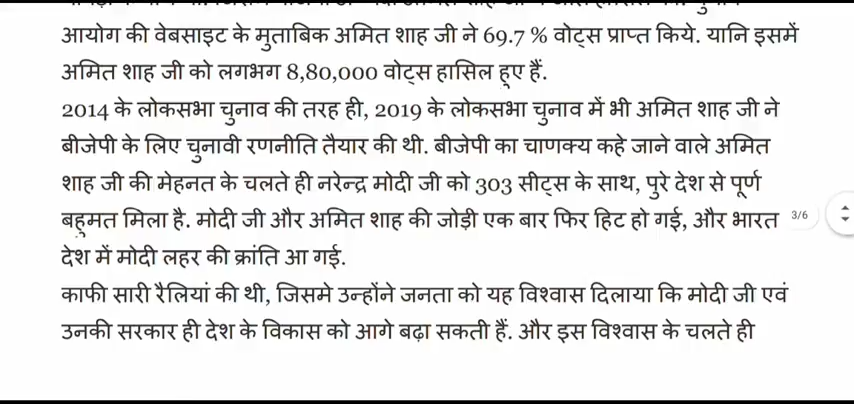 आयोग की वेबसाइट के मुताबिक अमित शाह जी ने 69.7 % वोट्स प्राप्त किये. यानि इसमें
अमित शाह जी को लगभग 8,80,000 वोट्स हासिल हुए हैं.
2014 के लोकसभा चुनाव की तरह ही, 2019 के लोकसभा चुनाव में भी अमित शाह जी ने
बीजेपी के लिए चुनावी रणनीति तैयार की थी. बीजेपी का चाणक्य कहे जाने वाले अमित
शाह जी की मेहनत के चलते ही नरेन्द्र मोदी जी को 303 सीट्स के साथ, पुरे देश से पूर्ण
बहुमत मिला है. मोदी जी और अमित शाह की जोड़ी एक बार फिर हिट हो गई, और भारत
3/6
देश में मोदी लहर की क्रांति आ गई.
काफी सारी रैलियां की थी, जिसमे उन्होंने जनता को यह विश्वास दिलाया कि मोदी जी एवं
उनकी सरकार ही देश के विकास को आगे बढ़ा सकती हैं. और इस विश्वास के चलते ही